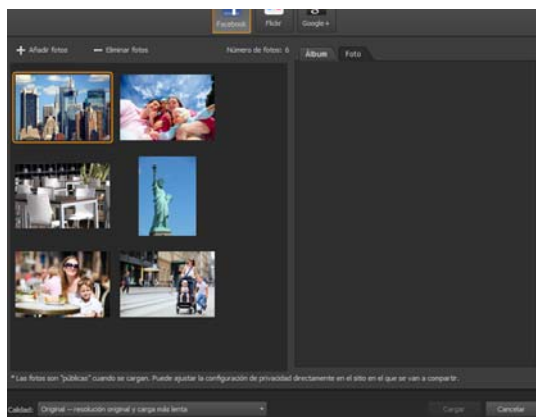 Facebook Flickr Google+
Añadir fotos Eliminar fotos Número de fotos: 6
Álbum Foto
* Las fotos son "públicas" cuando se cargan. Puede ajustar la configuración de privacidad directamente en el sitio en el que se van a compartir.
Calidad: Original -- resolución original y carga más lenta
Cargar Cancelar